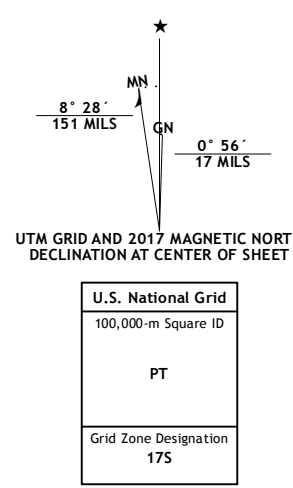 ★
MN
8° 28´
151 MILS
GN
0° 56´
17 MILS
UTM GRID AND 2017 MAGNETIC NORT
DECLINATION AT CENTER OF SHEET
U.S. National Grid
100,000-m Square ID
PT
Grid Zone Designation
17S